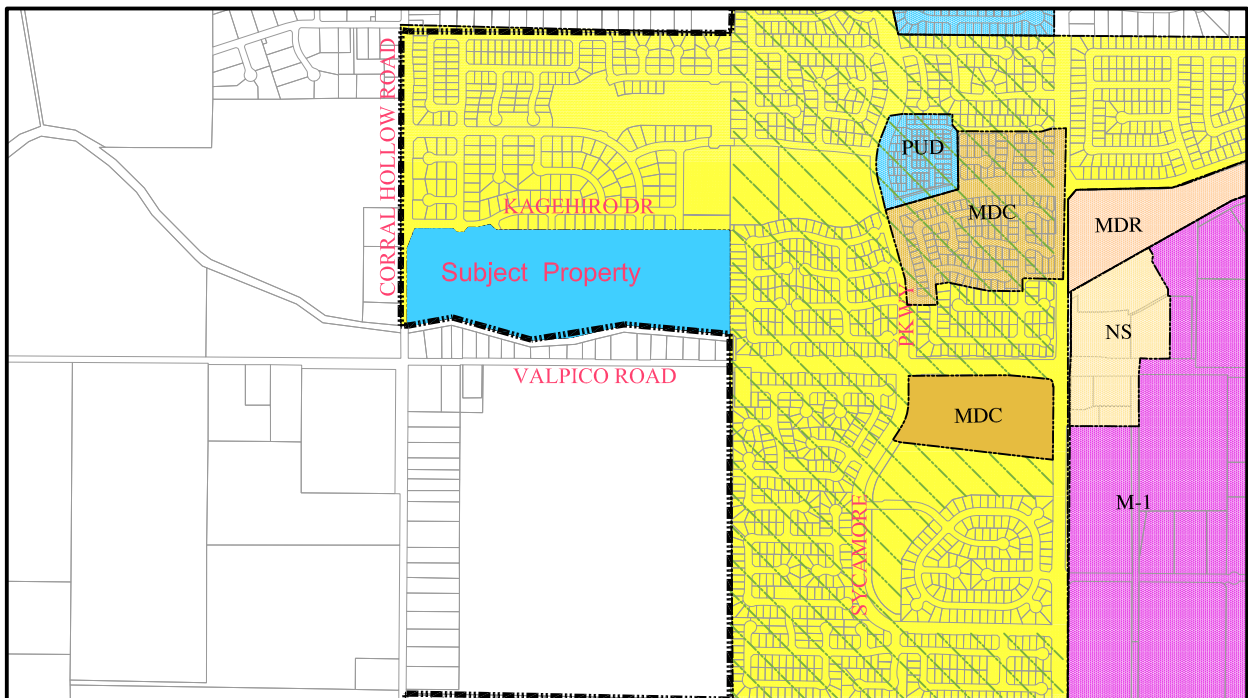 CORRAL HOLLOW ROAD
PUD
KAGEHIRO DR
MDC
MDR
Subject Property
PKWY
NS
VALPICO ROAD
MDC
SYCAMORE
M-1